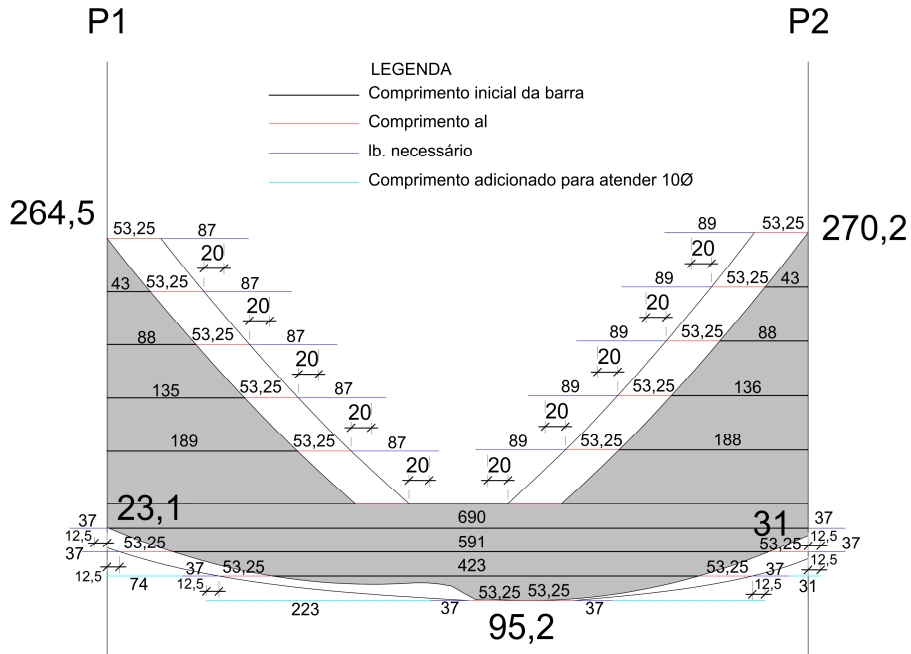 P1 P2
LEGENDA
Comprimento inicial da barra
Comprimento al
lb. necessário
Comprimento adicionado para atender 10Ø
264,5 53,25 87 89 53,25 270,2
20 20
43 53,25 87 89 53,25 43
20 20
88 53,25 87 89 53,25 88
20 20
135 53,25 87 89 53,25 136
20 20
189 53,25 87 89 53,25 188
20 20
23,1 690 31
37 37
12,5 53,25 591 53,25 12,5
37 37
423
12,5 74 12,5 37 37 12,5 12,5 31
53,25 53,25
223 37 37
95,2